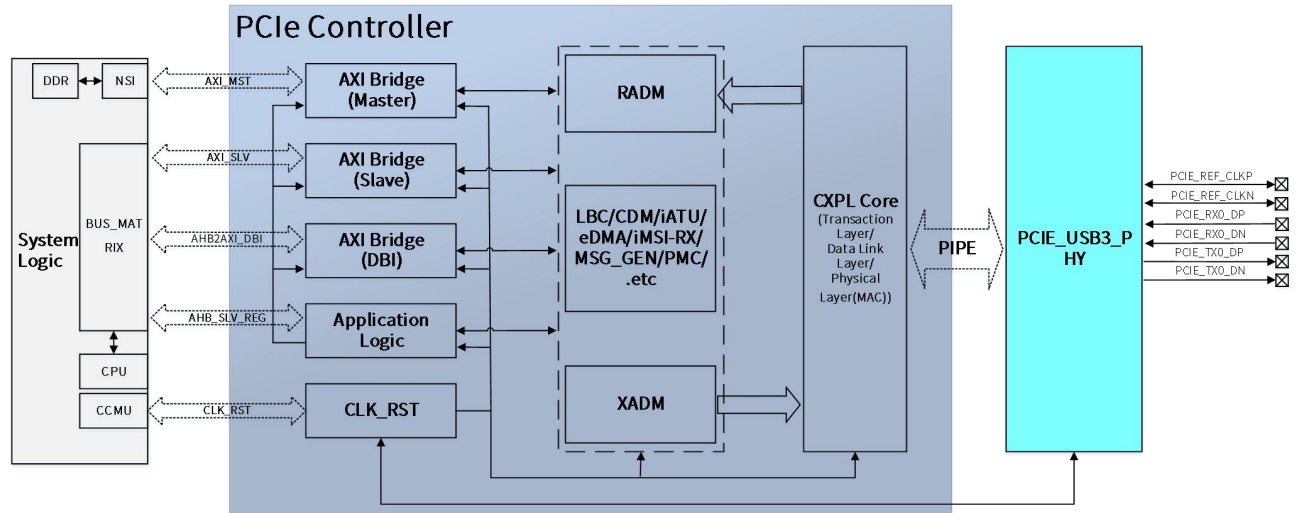 PCIe Controller
System
Logic
DDR
NSI
BUS_MAT
RIX
CPU
CCMU
AXI_MST
AXI_SLV
AHB2AXI_DBI
AHB_SLV_REG
CLK_RST
AXI Bridge
(Master)
AXI Bridge
(Slave)
AXI Bridge
(DBI)
Application
Logic
CLK_RST
RADM
LBC/CDM/iATU/
eDMA/iMSI-RX/
MSG_GEN/PMC/
.etc
XADM
CXPL Core
(Transaction
Layer/
Data Link
Layer/
Physical
Layer(MAC))
PIPE
PCIE_USB3_P
HY
PCIE_REF_CLKP
PCIE_REF_CLKN
PCIE_RX0_DP
PCIE_RX0_DN
PCIE_TX0_DP
PCIE_TX0_DN